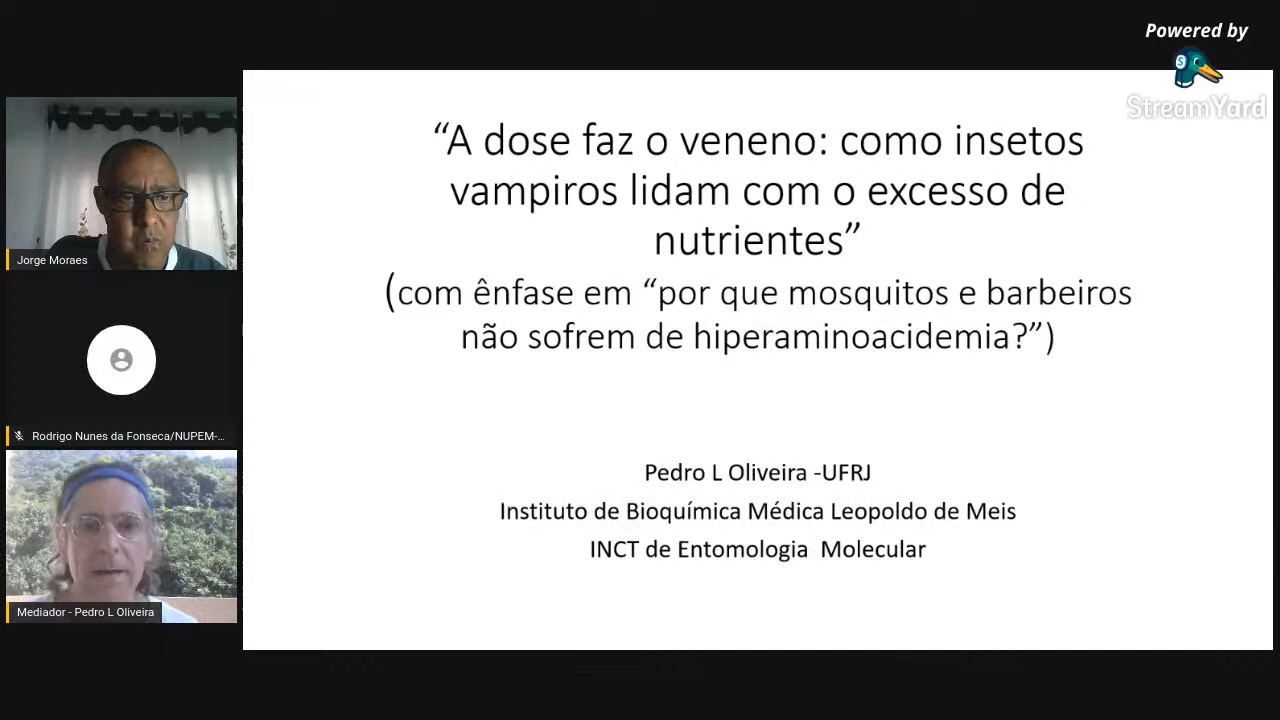 Powered by
StreamYard
Jorge Moraes
Rodrigo Nunes da Fonseca/NUPEM-...
Mediador - Pedro L Oliveira
“A dose faz o veneno: como insetos
vampiros lidam com o excesso de
nutrientes”
(com ênfase em “por que mosquitos e barbeiros
não sofrem de hiperaminoacidemia?”)
Pedro L Oliveira -UFRJ
Instituto de Bioquímica Médica Leopoldo de Meis
INCT de Entomologia  Molecular